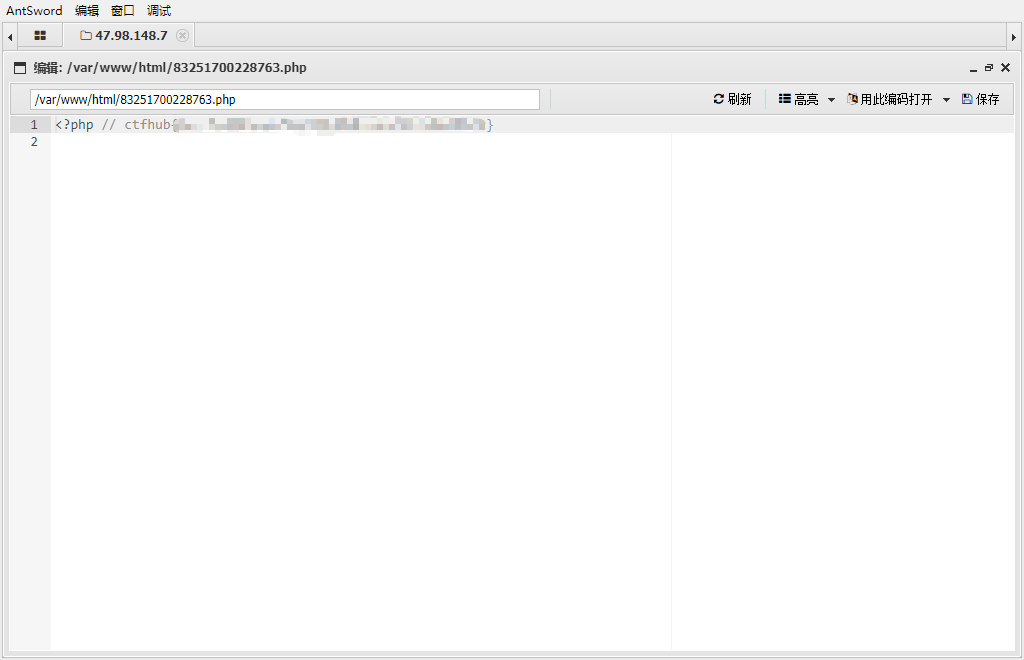 AntSword 编辑 窗口 调试
47.98.148.7
编辑: /var/www/html/83251700228763.php
/var/www/html/83251700228763.php 刷新 高亮 用此编码打开 保存
1 <?php // ctfhub{ }
2